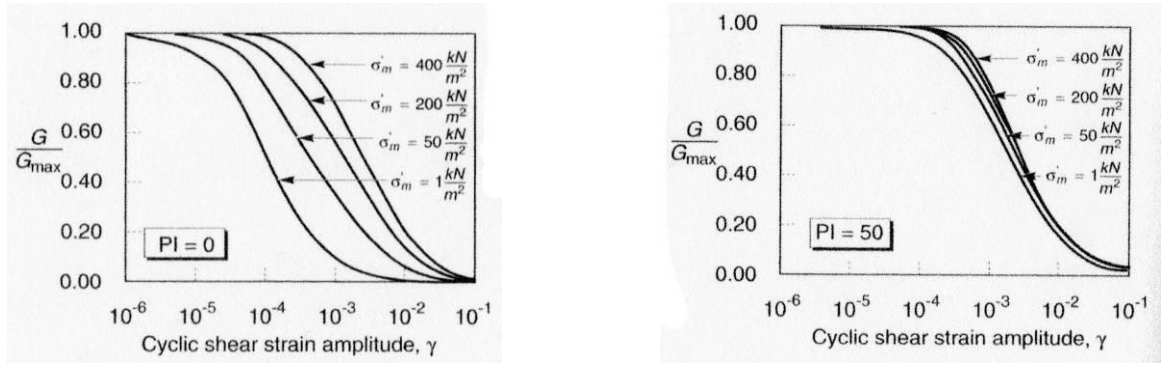 1.00
0.80
0.60
0.40
0.20
0.00
G
Gmax
σ'm = 400 kN/m²
σ'm = 200 kN/m²
σ'm = 50 kN/m²
σ'm = 1 kN/m²
PI = 0
10⁻⁶ 10⁻⁵ 10⁻⁴ 10⁻³ 10⁻² 10⁻¹
Cyclic shear strain amplitude, γ
1.00
0.80
0.60
0.40
0.20
0.00
G
Gmax
σ'm = 400 kN/m²
σ'm = 200 kN/m²
σ'm = 50 kN/m²
σ'm = 1 kN/m²
PI = 50
10⁻⁶ 10⁻⁵ 10⁻⁴ 10⁻³ 10⁻² 10⁻¹
Cyclic shear strain amplitude, γ